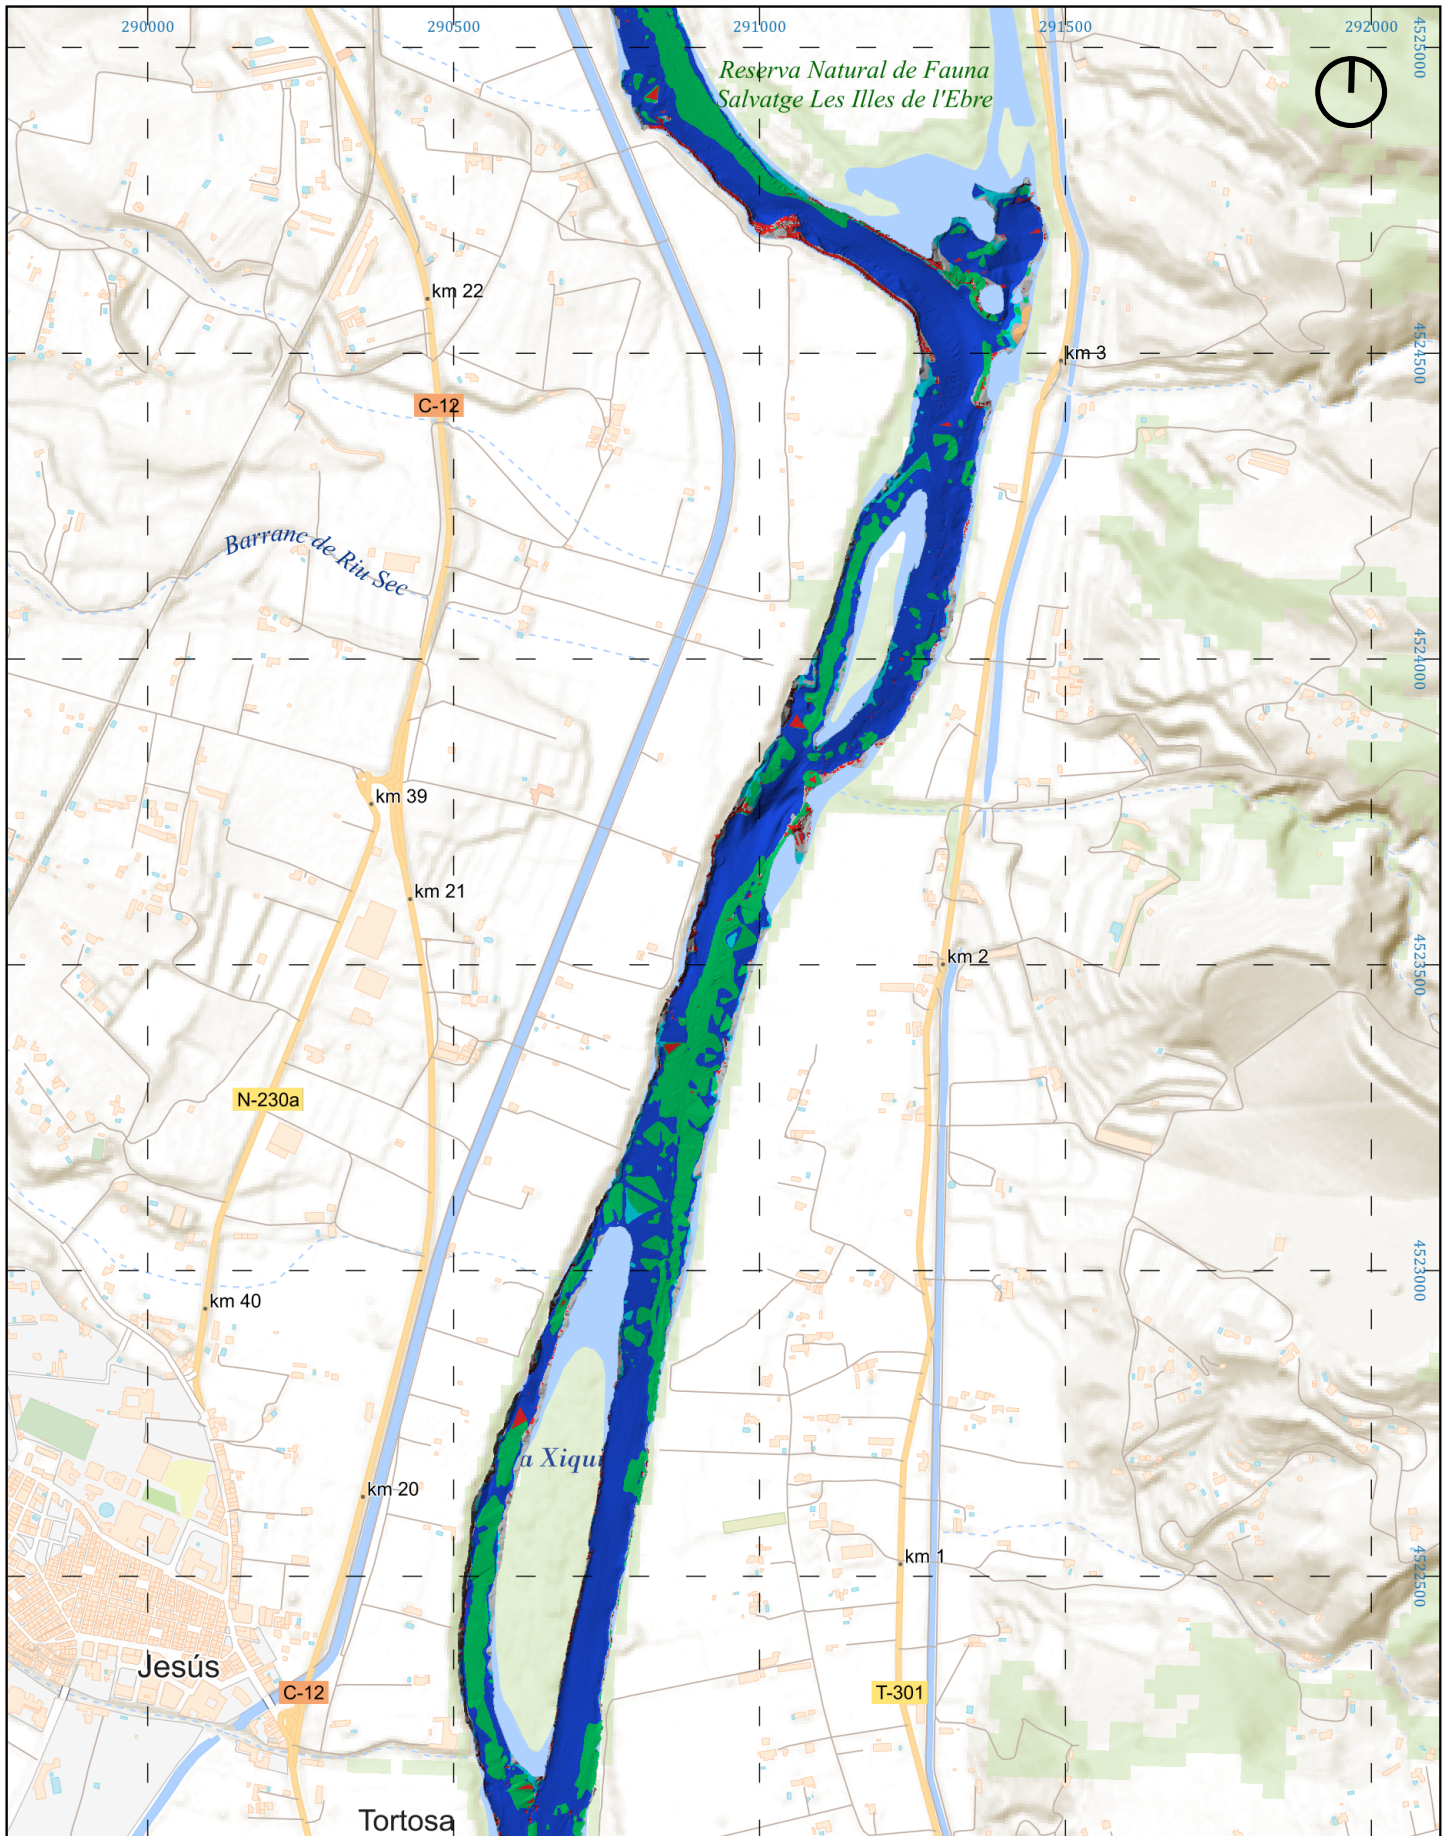 290000
290500
291000
291500
292000
4525000
Reserva Natural de Fauna
Salvatge Les Illes de l'Ebre
km 22
4524500
km 3
C-12
Barranc de Riu Sec
4524000
km 39
km 21
km 2
4523500
N-230a
4523000
km 40
a Xiqui
km 20
km 1
4522500
Jesús
C-12
T-301
Tortosa